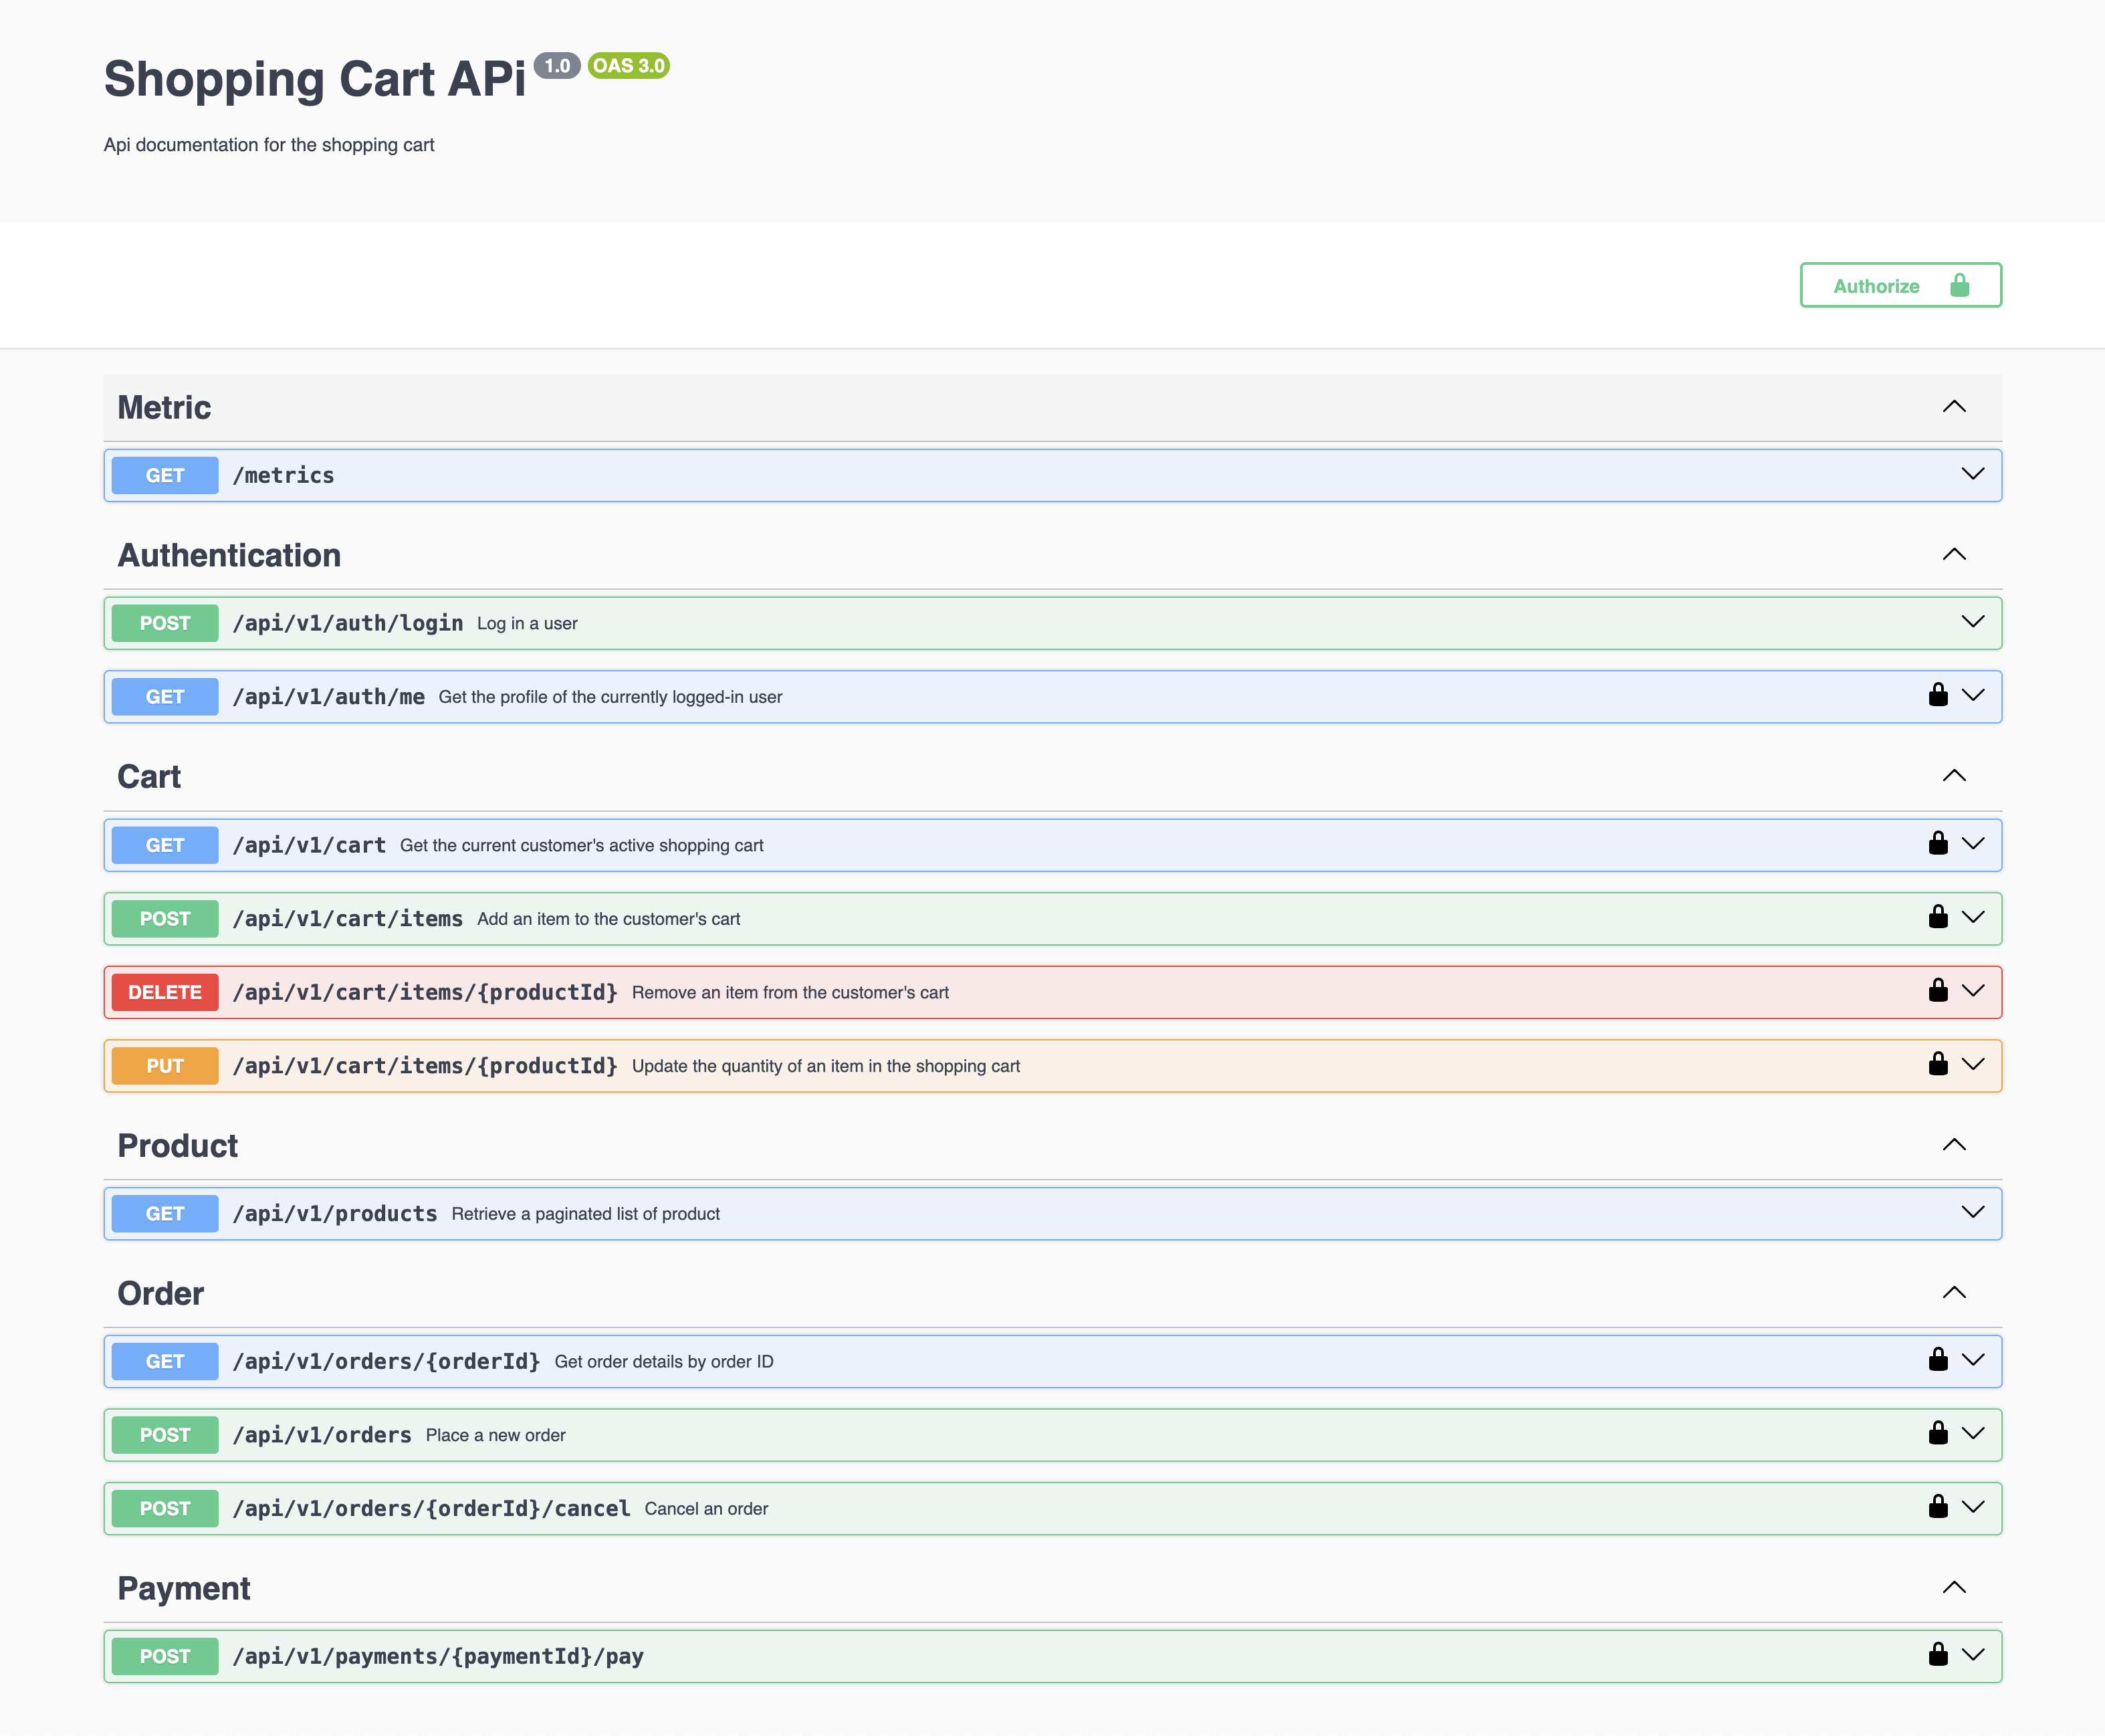 Shopping Cart APi 1.0 OAS 3.0
Api documentation for the shopping cart
Authorize
Metric
GET /metrics
Authentication
POST /api/v1/auth/login Log in a user
GET /api/v1/auth/me Get the profile of the currently logged-in user
Cart
GET /api/v1/cart Get the current customer's active shopping cart
POST /api/v1/cart/items Add an item to the customer's cart
DELETE /api/v1/cart/items/{productId} Remove an item from the customer's cart
PUT /api/v1/cart/items/{productId} Update the quantity of an item in the shopping cart
Product
GET /api/v1/products Retrieve a paginated list of product
Order
GET /api/v1/orders/{orderId} Get order details by order ID
POST /api/v1/orders Place a new order
POST /api/v1/orders/{orderId}/cancel Cancel an order
Payment
POST /api/v1/payments/{paymentId}/pay